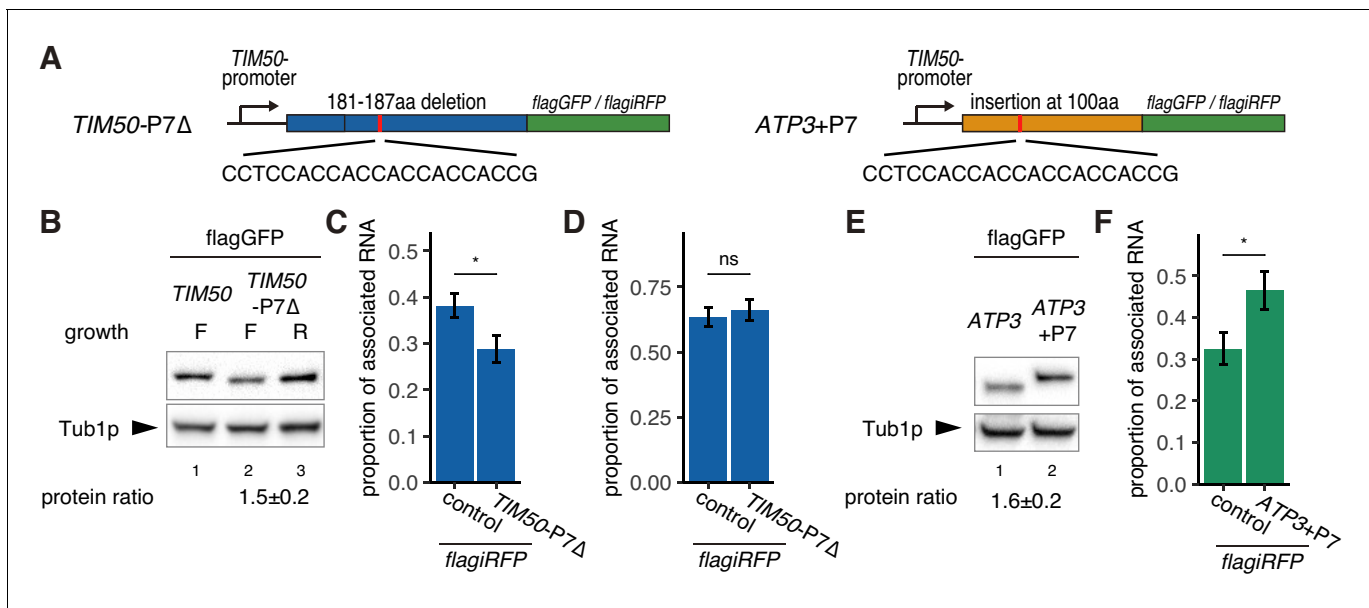 A
TIM50-
promoter
181-187aa deletion
flagGFP / flagiRFP
TIM50-P7Δ
CCTCCACCACCACCACCACCG
TIM50-
promoter
insertion at 100aa
flagGFP / flagiRFP
ATP3+P7
CCTCCACCACCACCACCACCG
B
flagGFP
TIM50
TIM50
-P7Δ
growth F F R
Tub1p
1 2 3
protein ratio 1.5±0.2
C
proportion of associated RNA
0.5
0.4
0.3
0.2
0.1
0.0
*
control
TIM50-P7Δ
flagiRFP
D
proportion of associated RNA
0.75
0.50
0.25
0.00
ns
control
TIM50-P7Δ
flagiRFP
E
flagGFP
ATP3
ATP3
+P7
Tub1p
1 2
protein ratio 1.6±0.2
F
proportion of associated RNA
0.5
0.4
0.3
0.2
0.1
0.0
*
control
ATP3+P7
flagiRFP